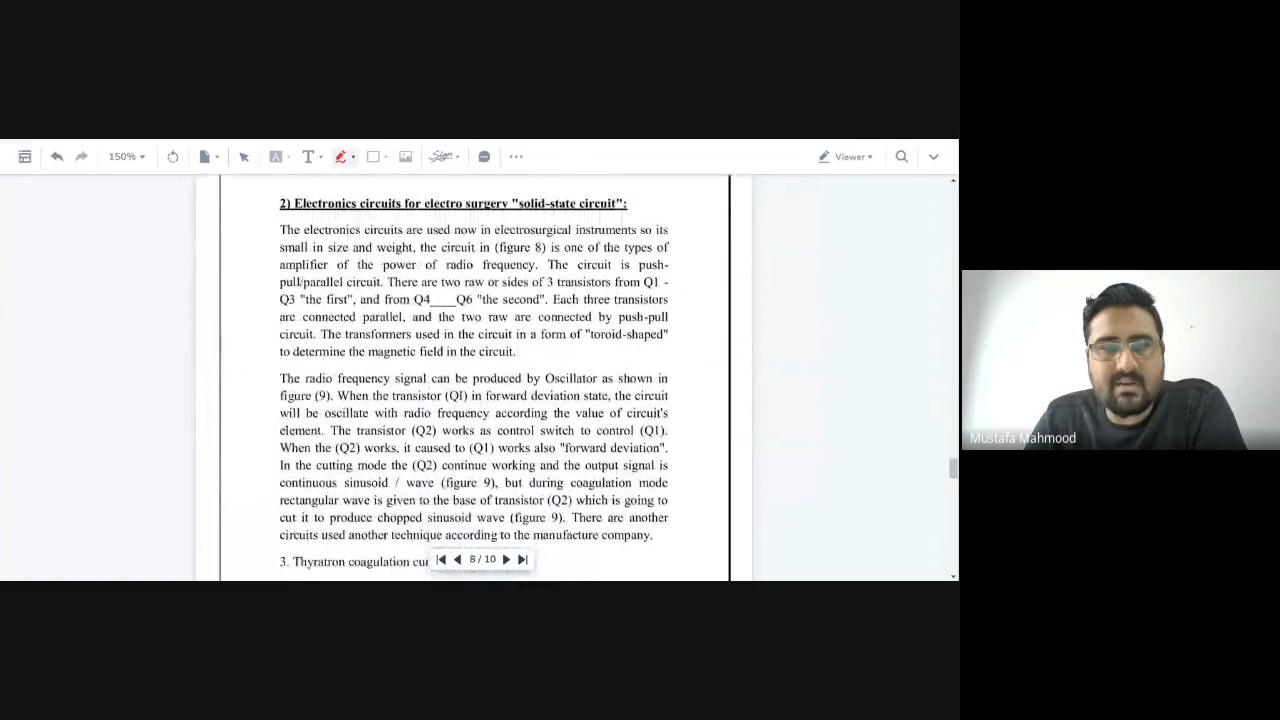 150%
T
Sign
Viewer
2) Electronics circuits for electro surgery "solid-state circuit":
The electronics circuits are used now in electrosurgical instruments so its
small in size and weight, the circuit in (figure 8) is one of the types of
amplifier of the power of radio frequency. The circuit is push-
pull/parallel circuit. There are two raw or sides of 3 transistors from Q1 -
Q3 "the first", and from Q4____Q6 "the second". Each three transistors
are connected parallel, and the two raw are connected by push-pull
circuit. The transformers used in the circuit in a form of "toroid-shaped"
to determine the magnetic field in the circuit.
The radio frequency signal can be produced by Oscillator as shown in
figure (9). When the transistor (Ql) in forward deviation state, the circuit
will be oscillate with radio frequency according the value of circuit's
element. The transistor (Q2) works as control switch to control (Q1).
When the (Q2) works, it caused to (Q1) works also "forward deviation".
In the cutting mode the (Q2) continue working and the output signal is
continuous sinusoid / wave (figure 9), but during coagulation mode
rectangular wave is given to the base of transistor (Q2) which is going to
cut it to produce chopped sinusoid wave (figure 9). There are another
circuits used another technique according to the manufacture company.
3. Thyratron coagulation
8 / 10
Mustafa Mahmood